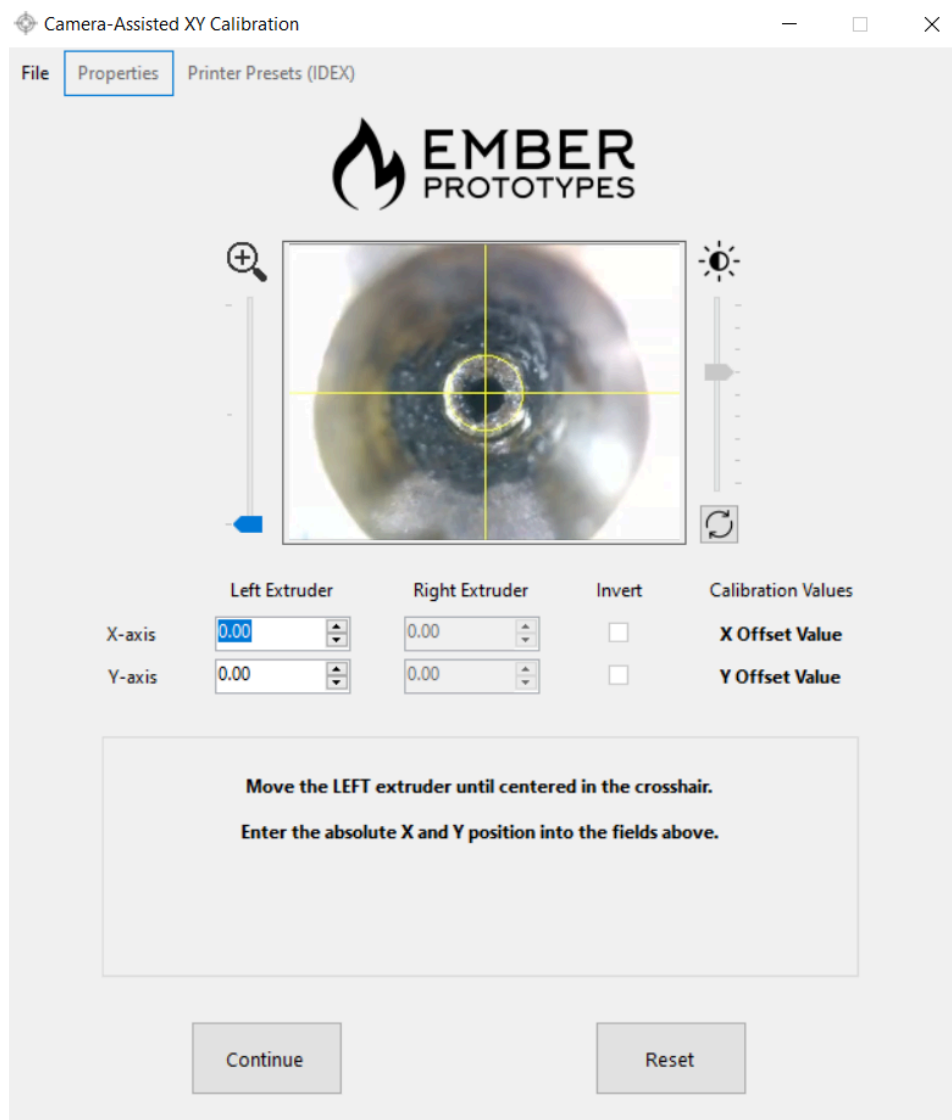 Camera-Assisted XY Calibration
File Properties Printer Presets (IDEX)
EMBER
PROTOTYPES
Left Extruder Right Extruder Invert Calibration Values
X-axis 0.00 0.00 X Offset Value
Y-axis 0.00 0.00 Y Offset Value
Move the LEFT extruder until centered in the crosshair.
Enter the absolute X and Y position into the fields above.
Continue Reset